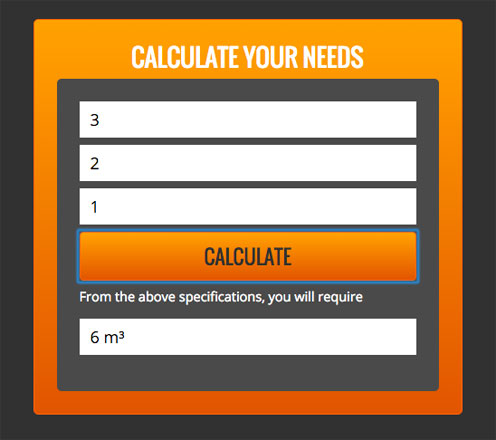 CALCULATE YOUR NEEDS
3
2
1
CALCULATE
From the above specifications, you will require
6 m³